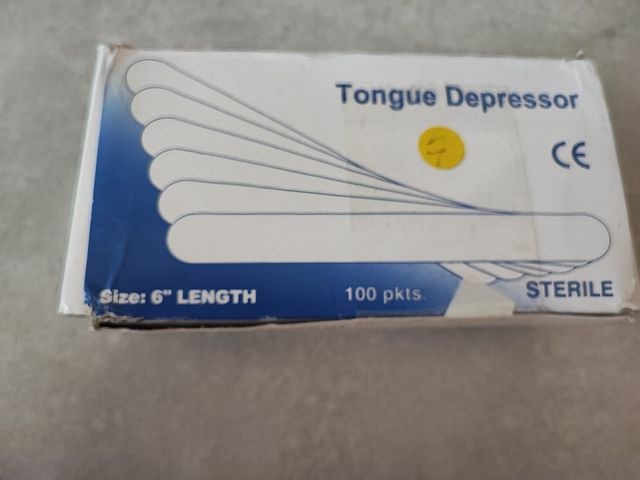 Tongue Depressor
CE
Size: 6" LENGTH
100 pkts.
STERILE